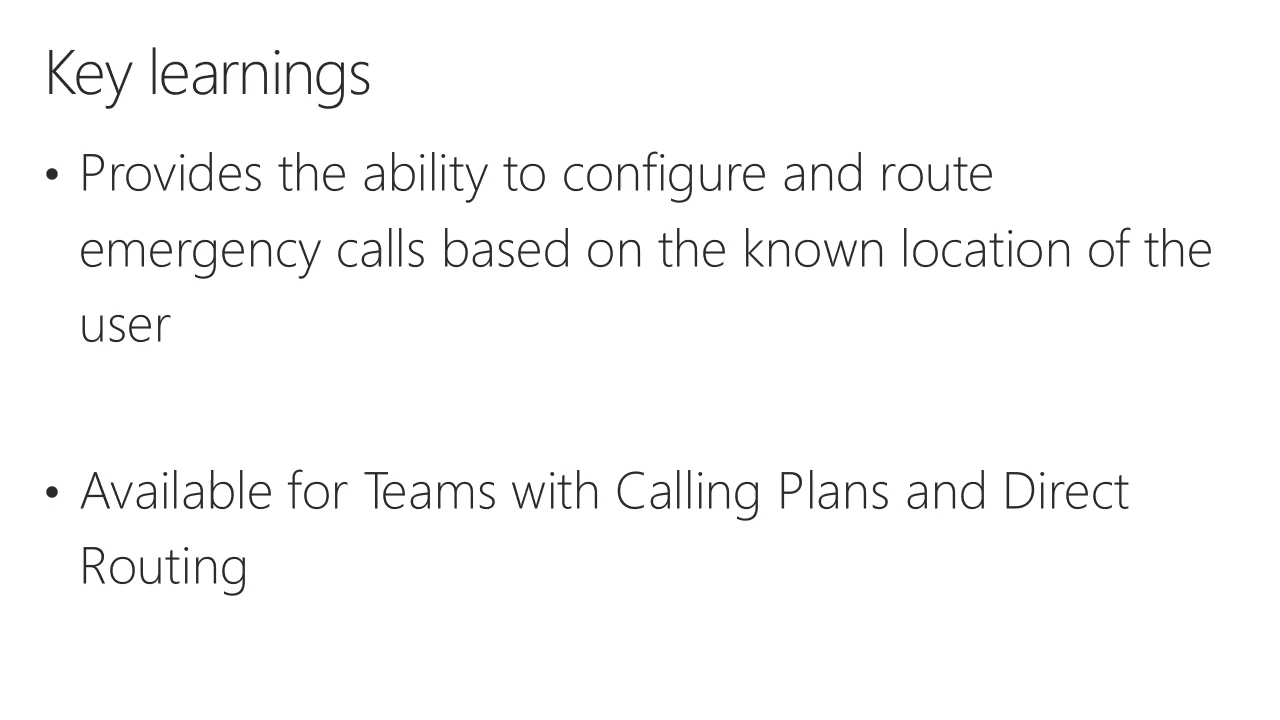 Key learnings
• Provides the ability to configure and route
emergency calls based on the known location of the
user
• Available for Teams with Calling Plans and Direct
Routing